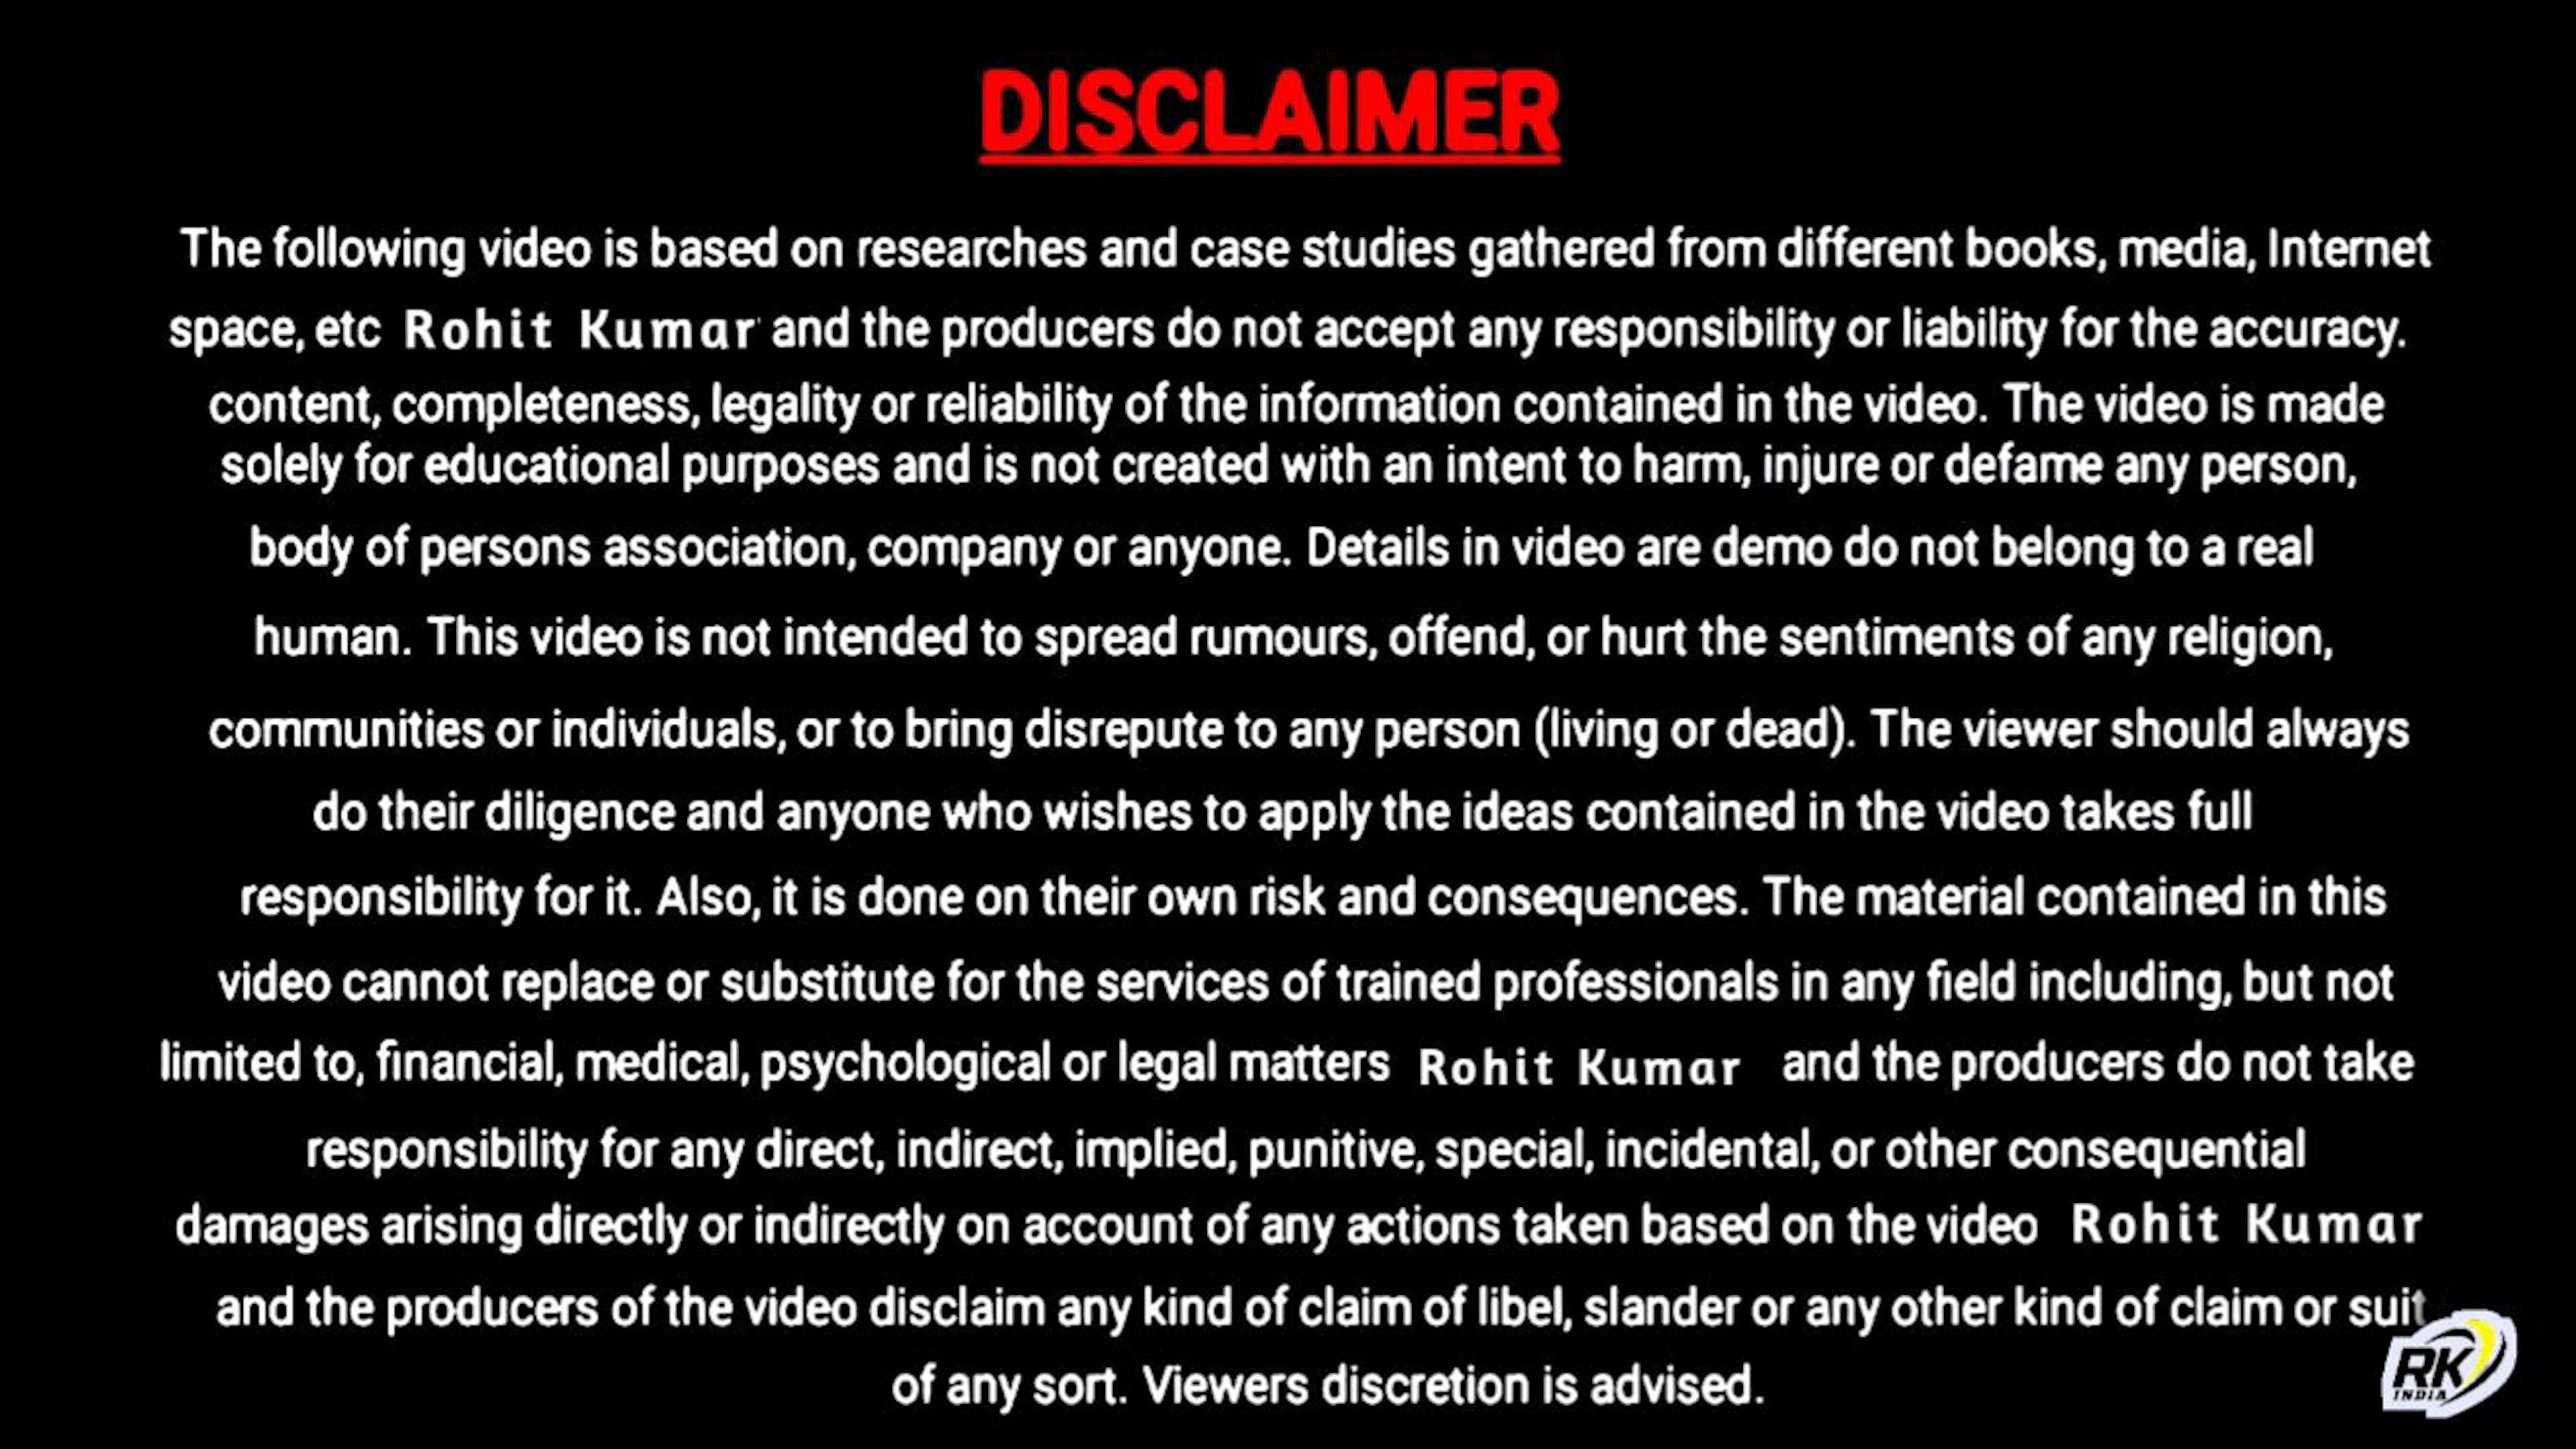 DISCLAIMER
The following video is based on researches and case studies gathered from different books, media, Internet
space, etc Rohit Kumar' and the producers do not accept any responsibility or liability for the accuracy.
content, completeness, legality or reliability of the information contained in the video. The video is made
solely for educational purposes and is not created with an intent to harm, injure or defame any person,
body of persons association, company or anyone. Details in video are demo do not belong to a real
human. This video is not intended to spread rumours, offend, or hurt the sentiments of any religion,
communities or individuals, or to bring disrepute to any person (living or dead). The viewer should always
do their diligence and anyone who wishes to apply the ideas contained in the video takes full
responsibility for it. Also, it is done on their own risk and consequences. The material contained in this
video cannot replace or substitute for the services of trained professionals in any field including, but not
limited to, financial, medical, psychological or legal matters Rohit Kumar and the producers do not take
responsibility for any direct, indirect, implied, punitive, special, incidental, or other consequential
damages arising directly or indirectly on account of any actions taken based on the video Rohit Kumar
and the producers of the video disclaim any kind of claim of libel, slander or any other kind of claim or suit
of any sort. Viewers discretion is advised.
RK
INDIA